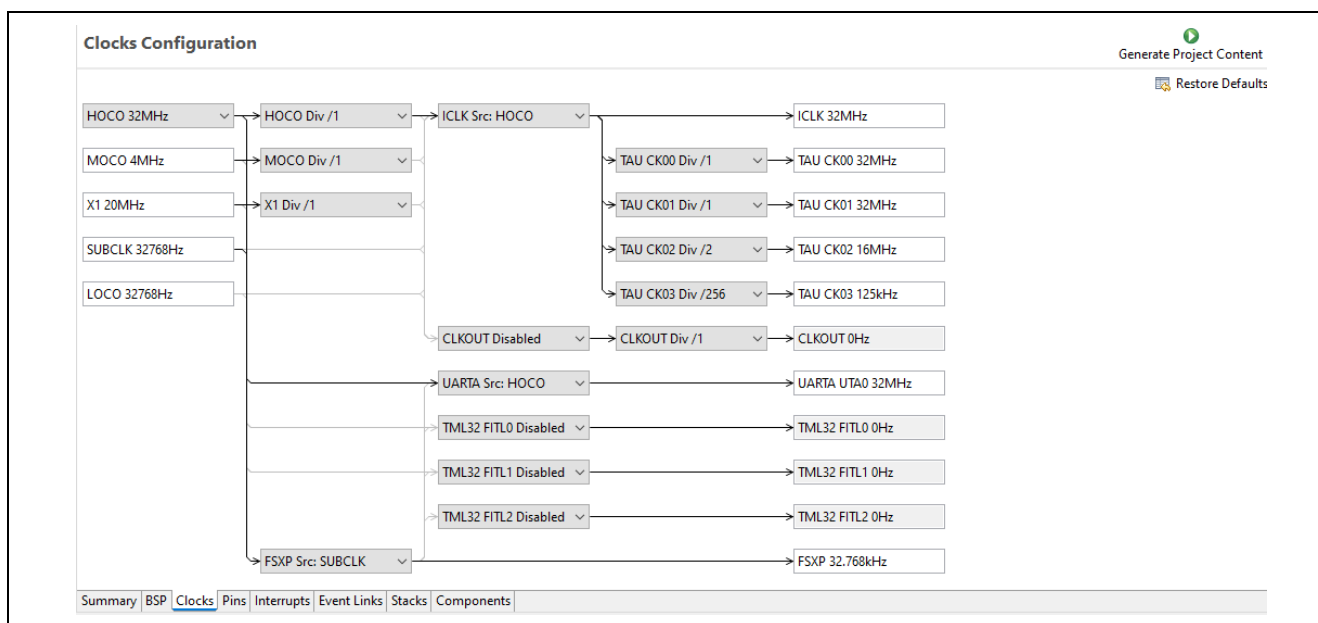 Clocks Configuration
Generate Project Content
Restore Defaults
HOCO 32MHz HOCO Div /1 ICLK Src: HOCO ICLK 32MHz
MOCO 4MHz MOCO Div /1 TAU CK00 Div /1 TAU CK00 32MHz
X1 20MHz X1 Div /1 TAU CK01 Div /1 TAU CK01 32MHz
SUBCLK 32768Hz TAU CK02 Div /2 TAU CK02 16MHz
LOCO 32768Hz TAU CK03 Div /256 TAU CK03 125kHz
CLKOUT Disabled CLKOUT Div /1 CLKOUT 0Hz
UARTA Src: HOCO UARTA UTA0 32MHz
TML32 FITL0 Disabled TML32 FITL0 0Hz
TML32 FITL1 Disabled TML32 FITL1 0Hz
TML32 FITL2 Disabled TML32 FITL2 0Hz
FSXP Src: SUBCLK FSXP 32.768kHz
Summary BSP Clocks Pins Interrupts Event Links Stacks Components